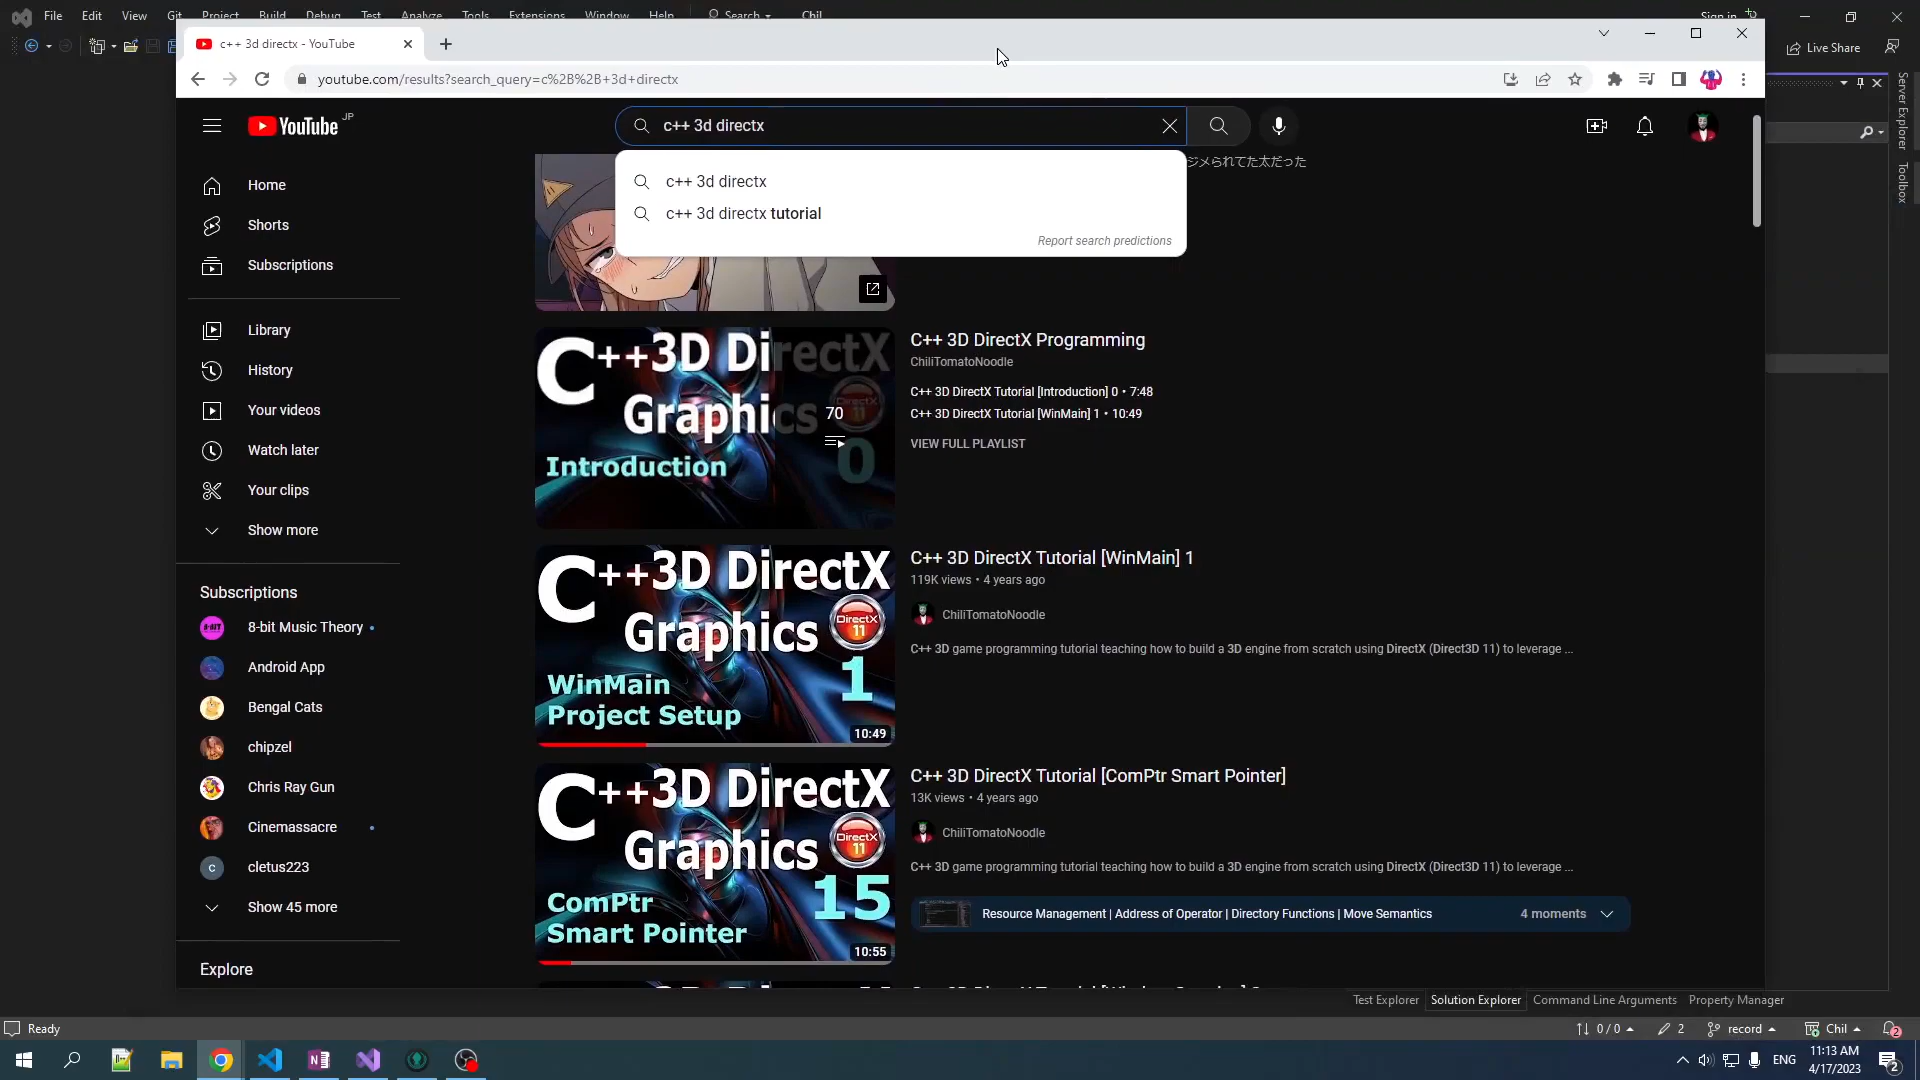 File Edit View Git Project Build Debug Test Analyze Tools Extensions Window Help Search Chil Sign in
Live Share
c++ 3d directx - YouTube
youtube.com/results?search_query=c%2B%2B+3d+directx
YouTube JP
c++ 3d directx
c++ 3d directx
c++ 3d directx tutorial
Report search predictions
ジメられてた太だった
Home
Shorts
Subscriptions
Library
History
Your videos
Watch later
Your clips
Show more
Subscriptions
8-bit Music Theory
Android App
Bengal Cats
chipzel
Chris Ray Gun
Cinemassacre
c
cletus223
Show 45 more
Explore
C++3D DirectX
Graphics
DirectX
70
Introduction
0
C++ 3D DirectX Programming
ChiliTomatoNoodle
C++ 3D DirectX Tutorial [Introduction] 0 • 7:48
C++ 3D DirectX Tutorial [WinMain] 1 • 10:49
VIEW FULL PLAYLIST
C++3D DirectX
Graphics
DirectX
11
1
WinMain
Project Setup
10:49
C++ 3D DirectX Tutorial [WinMain] 1
119K views • 4 years ago
ChiliTomatoNoodle
C++ 3D game programming tutorial teaching how to build a 3D engine from scratch using DirectX (Direct3D 11) to leverage ...
C++3D DirectX
Graphics
DirectX
11
15
ComPtr
Smart Pointer
10:55
C++ 3D DirectX Tutorial [ComPtr Smart Pointer]
13K views • 4 years ago
ChiliTomatoNoodle
C++ 3D game programming tutorial teaching how to build a 3D engine from scratch using DirectX (Direct3D 11) to leverage ...
Resource Management | Address of Operator | Directory Functions | Move Semantics 4 moments
Server Explorer
Toolbox
Test Explorer Solution Explorer Command Line Arguments Property Manager
Ready
0 / 0 2 record Chil 2
ENG
11:13 AM
4/17/2023
2